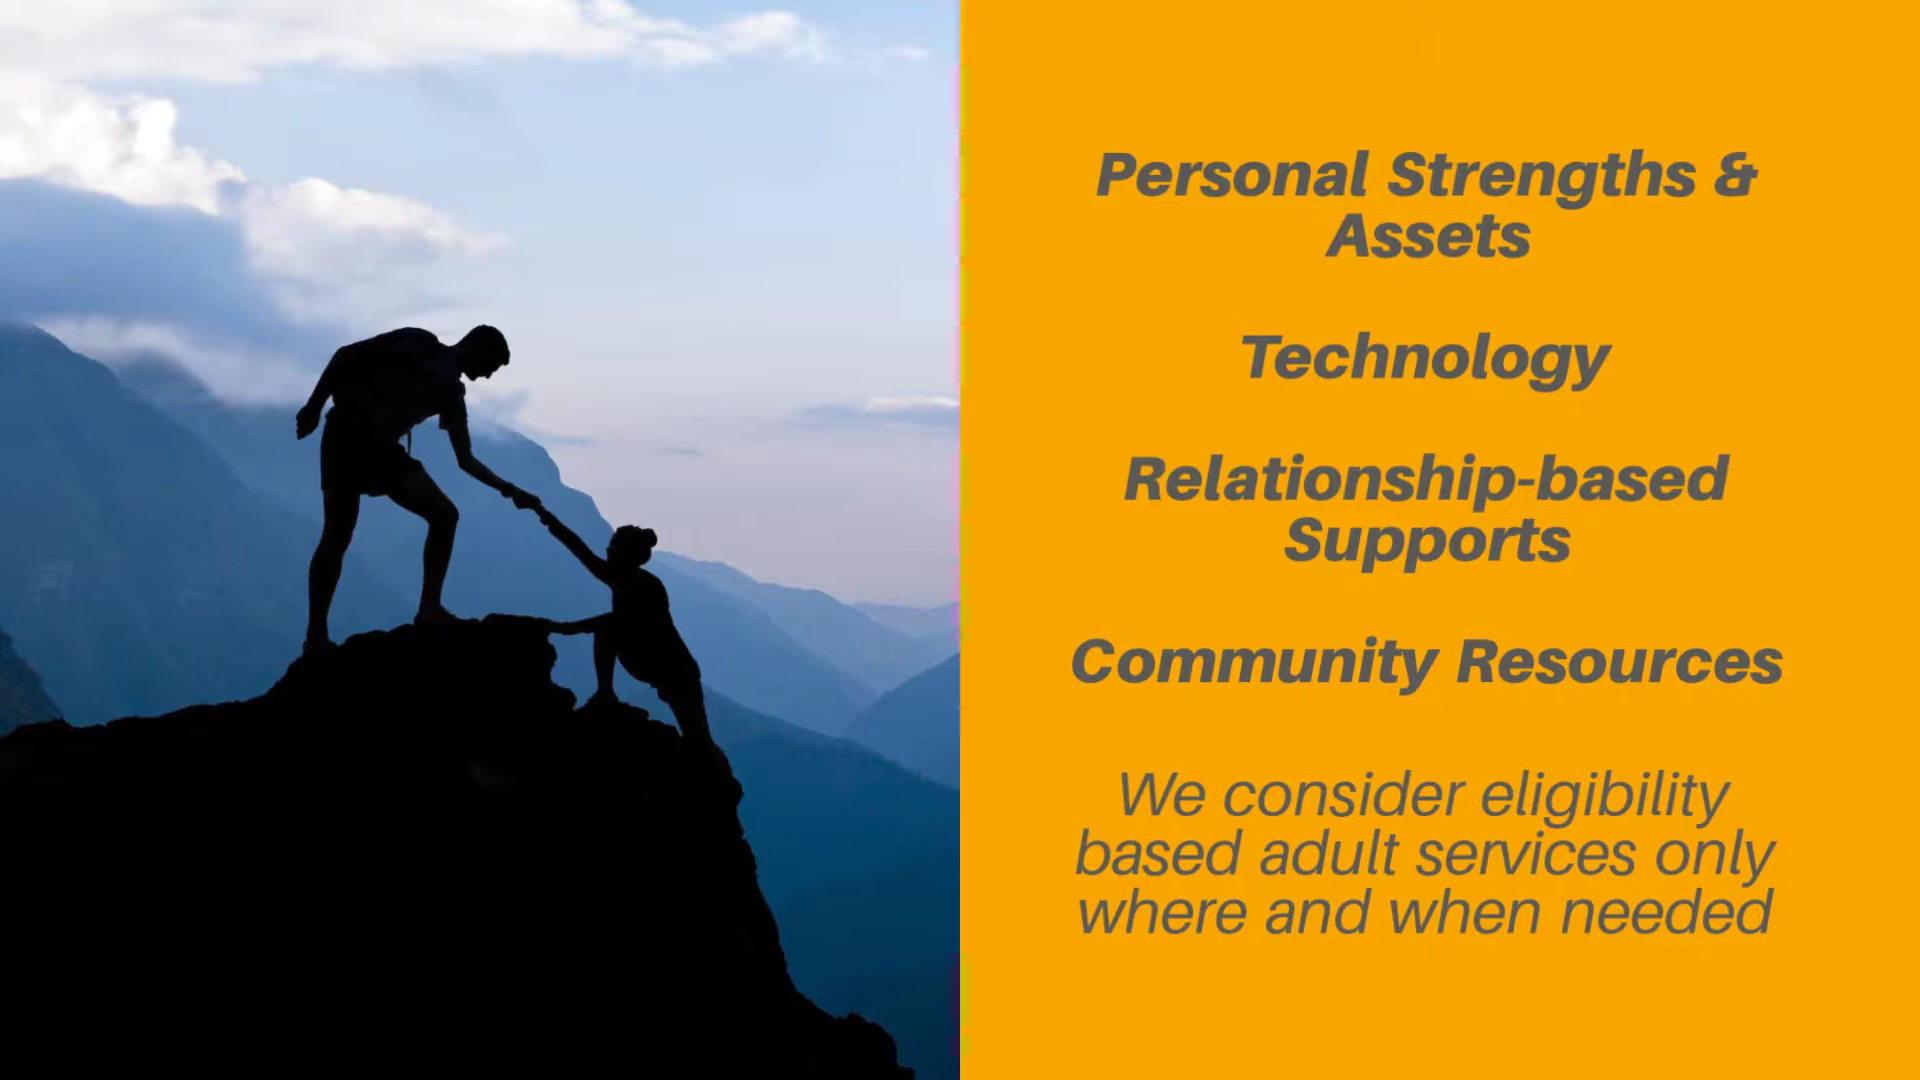 Personal Strengths &
Assets
Technology
Relationship-based
Supports
Community Resources
We consider eligibility
based adult services only
where and when needed